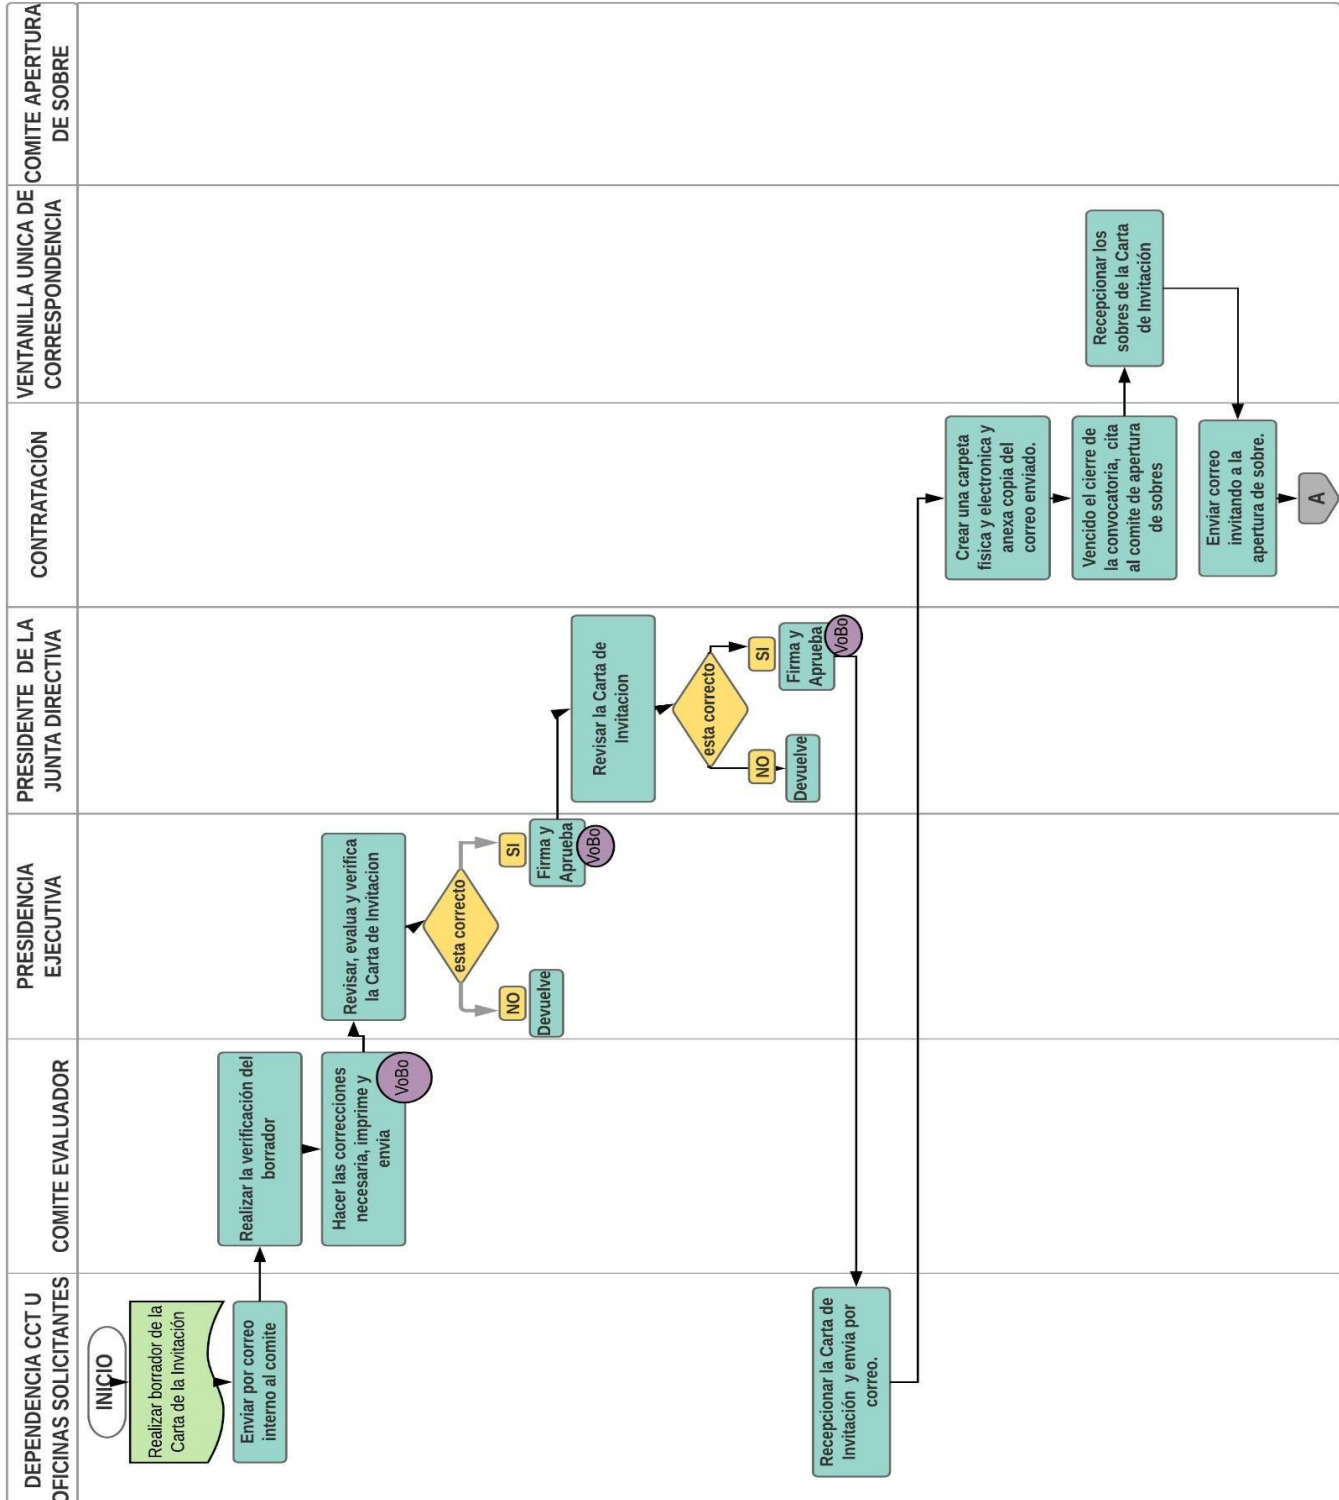 DEPENDENCIA CCT U
OFICINAS SOLICITANTES
COMITE EVALUADOR
PRESIDENCIA
EJECUTIVA
PRESIDENTE DE LA
JUNTA DIRECTIVA
CONTRATACIÓN
VENTANILLA UNICA DE
CORRESPONDENCIA
COMITE APERTURA
DE SOBRE
INICIO
Realizar borrador de la
Carta de la Invitación
Enviar por correo
interno al comite
Realizar la verificación del
borrador
Hacer las correcciones
necesaria, imprime y
envia
VoBo
Revisar, evalua y verifica
la Carta de Invitacion
esta correcto
NO
Devuelve
SI
Firma y
Aprueba
VoBo
Revisar la Carta de
Invitacion
esta correcto
NO
Devuelve
SI
Firma y
Aprueba
VoBo
Recepcionar la Carta de
Invitación y envia por
correo.
Crear una carpeta
fisica y electronica y
anexa copia del
correo enviado.
Vencido el cierre de
la convocatoria, cita
al comite de apertura
de sobres
Recepcionar los
sobres de la Carta
de Invitación
Enviar correo
invitando a la
apertura de sobre.
A